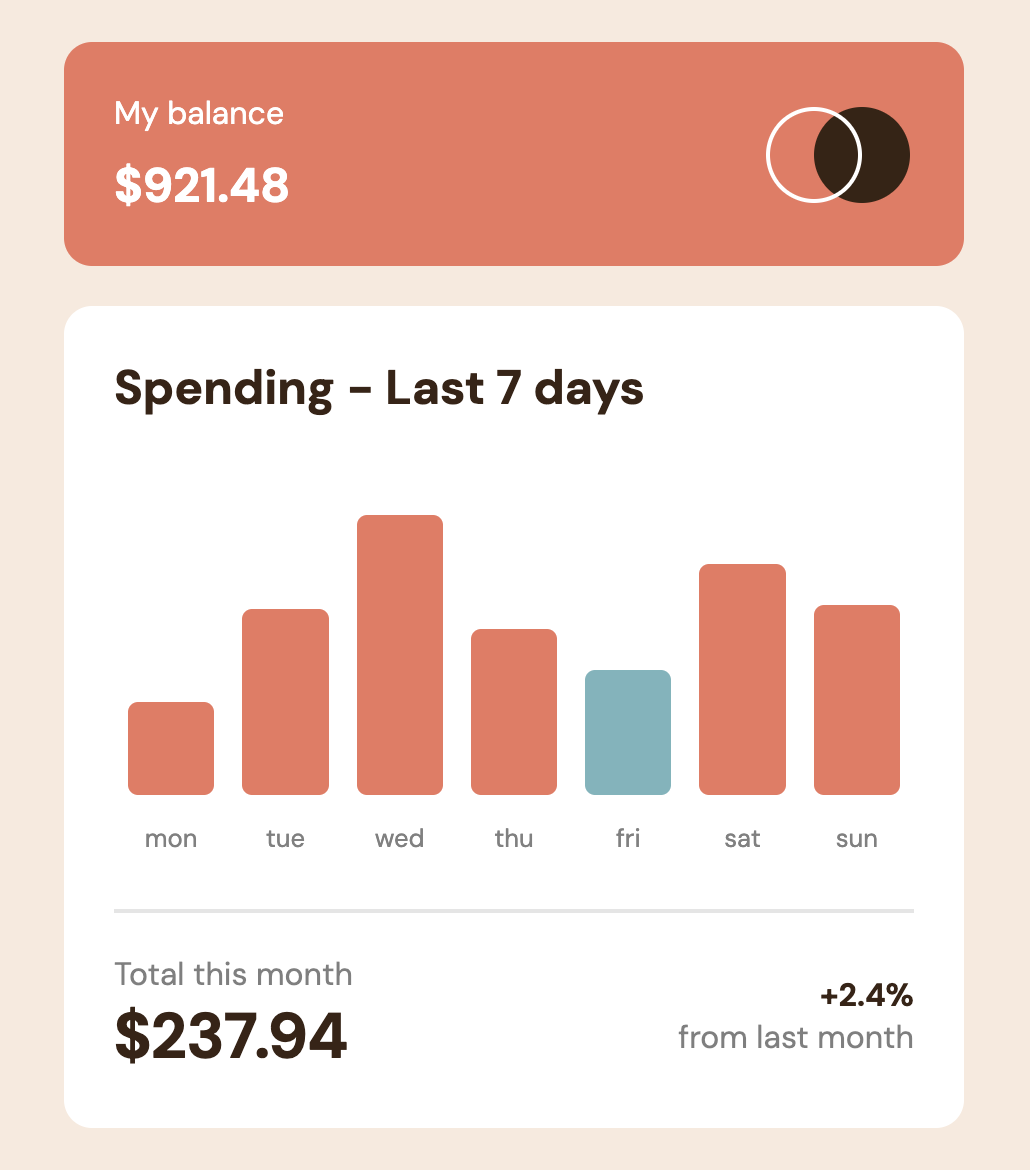 My balance
$921.48
Spending - Last 7 days
mon tue wed thu fri sat sun
Total this month
$237.94
+2.4%
from last month